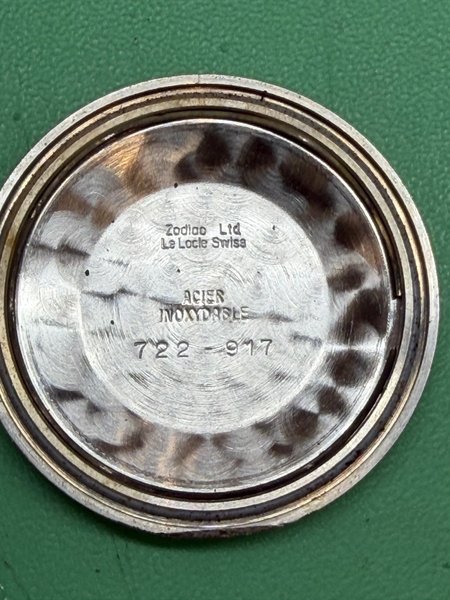 Zodiac Ltd
Le Locle Swiss
ACIER
INOXYDABLE
722-917